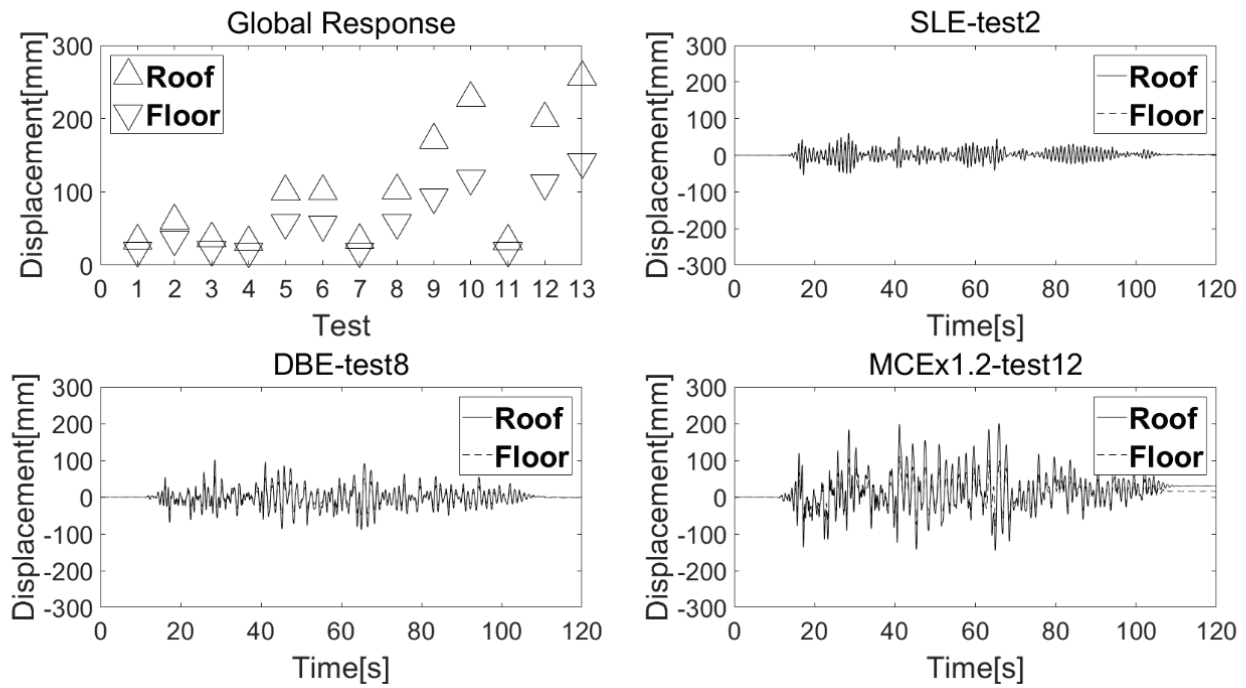 Global Response
Displacement[mm]
300
200
100
0
Roof
Floor
0 1 2 3 4 5 6 7 8 9 10 11 12 13
Test
SLE-test2
Displacement[mm]
300
200
100
0
-100
-200
-300
Roof
Floor
0 20 40 60 80 100 120
Time[s]
DBE-test8
Displacement[mm]
300
200
100
0
-100
-200
-300
Roof
Floor
0 20 40 60 80 100 120
Time[s]
MCEx1.2-test12
Displacement[mm]
300
200
100
0
-100
-200
-300
Roof
Floor
0 20 40 60 80 100 120
Time[s]